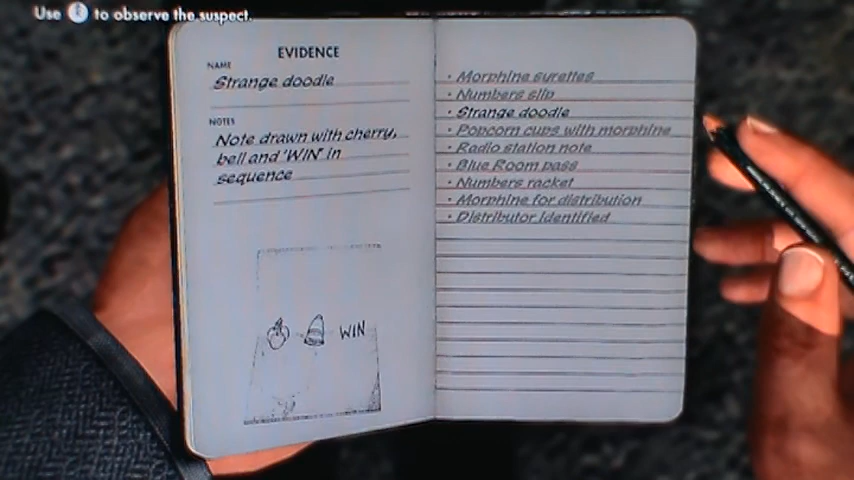 Use to observe the suspect.
EVIDENCE
NAME
Strange doodle
NOTES
Note drawn with cherry,
bell and 'WIN' in
sequence
WIN
• Morphine syrettes
• Numbers slip
• Strange doodle
• Popcorn cups with morphine
• Radio station note
• Blue Room pass
• Numbers racket
• Morphine for distribution
• Distributor identified